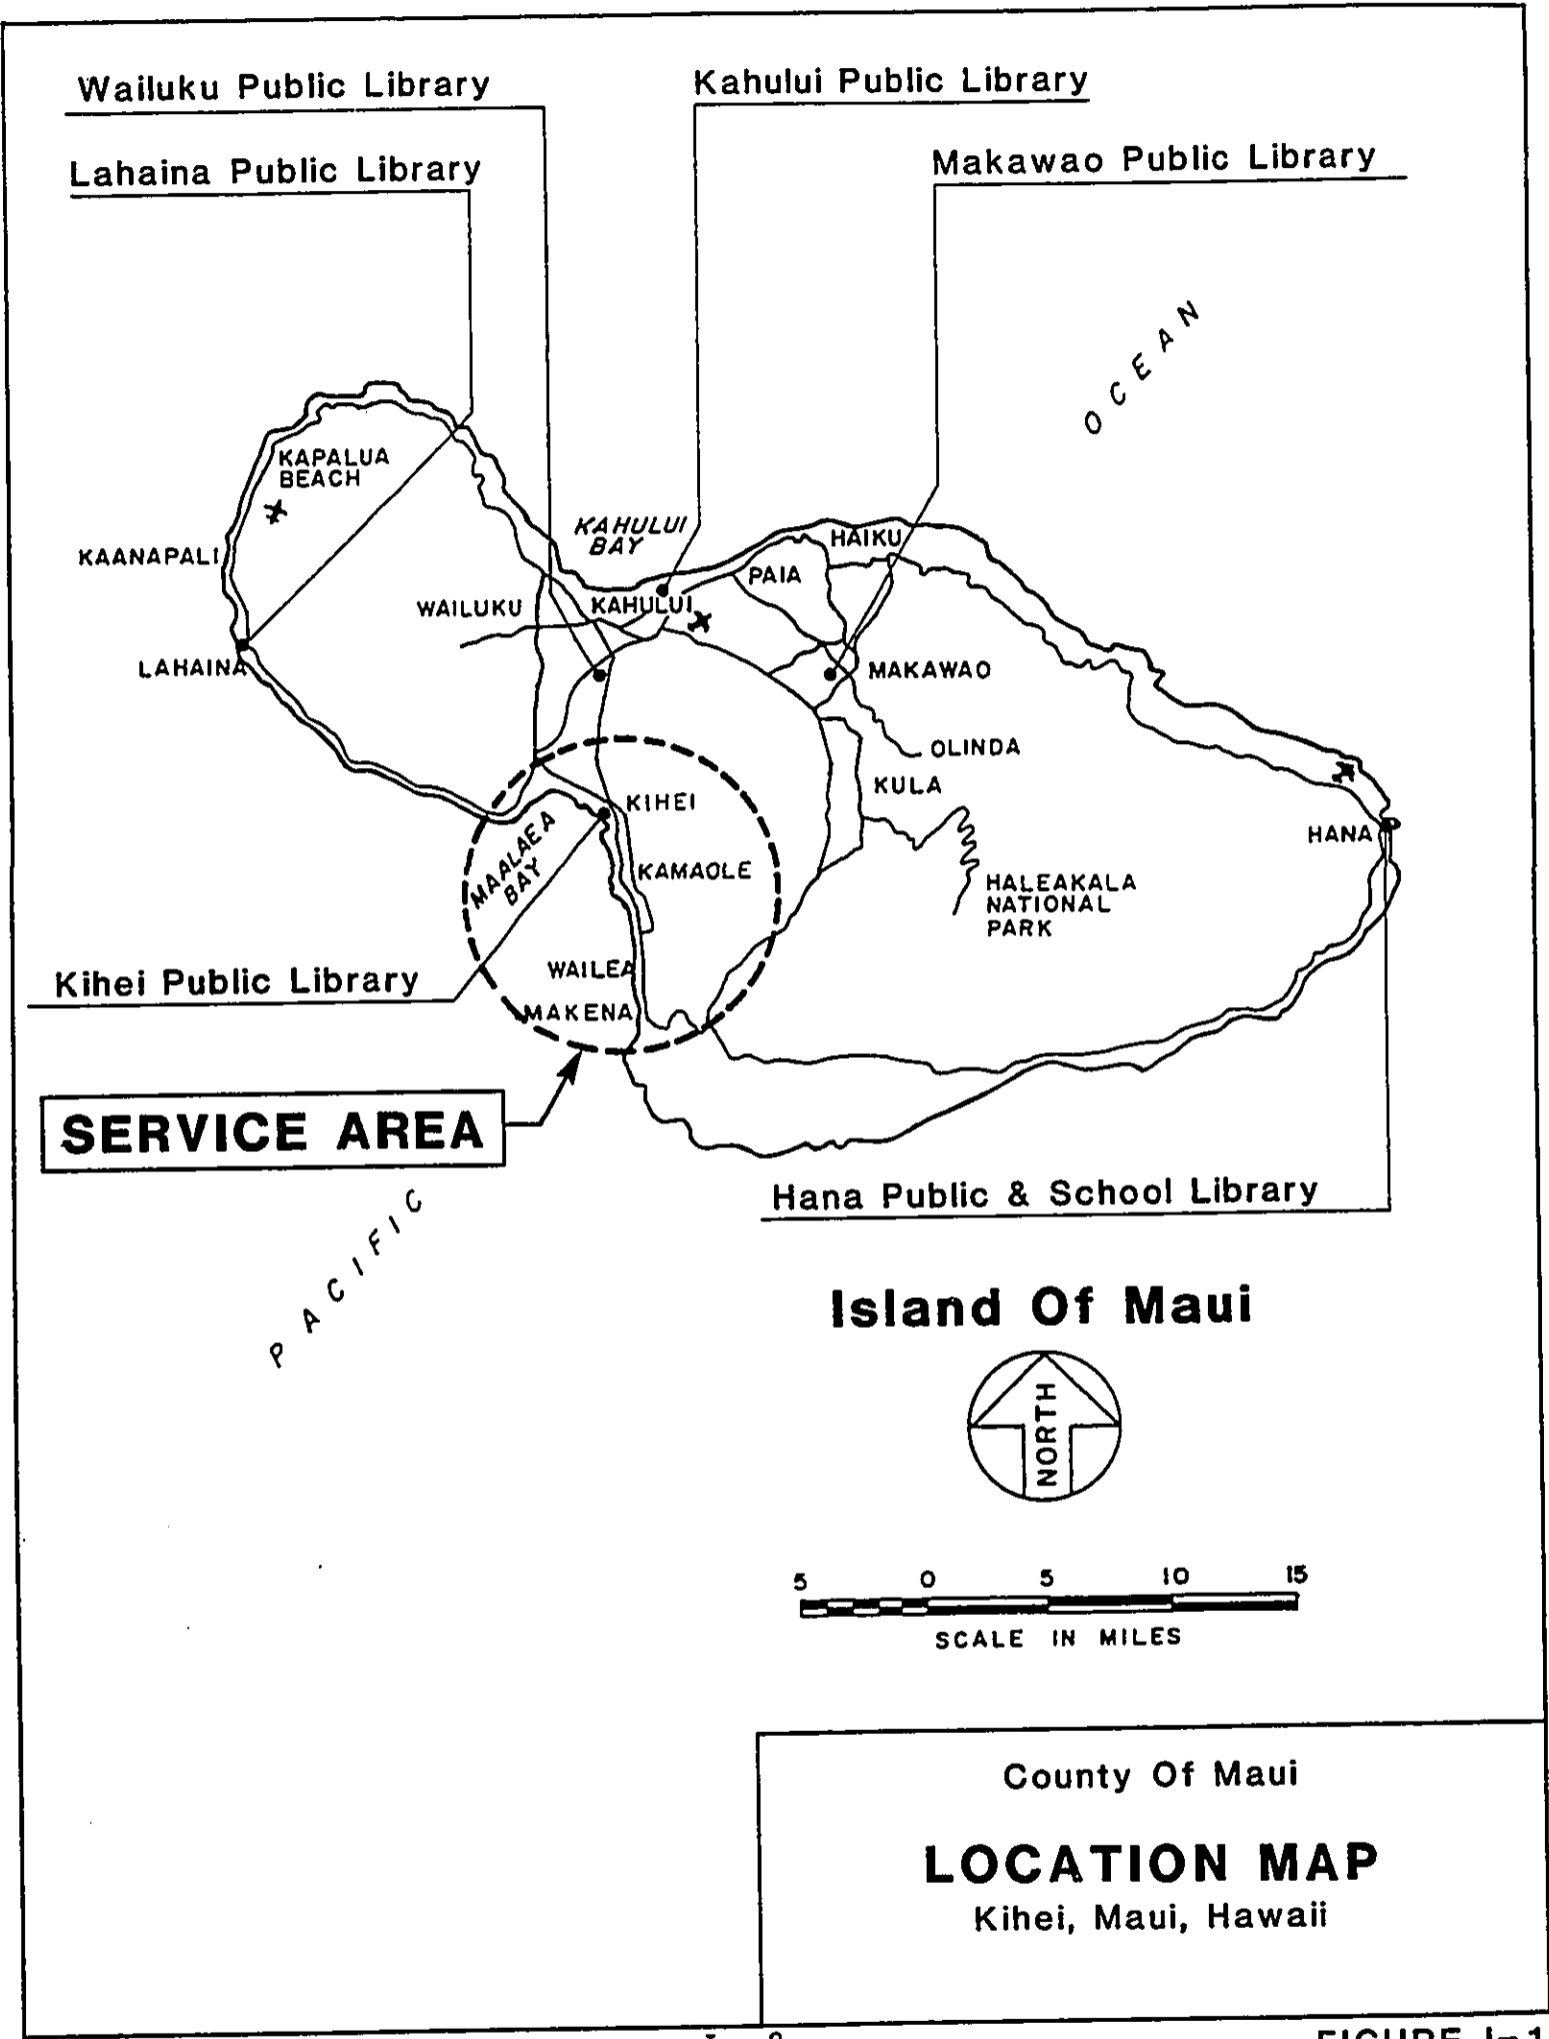 Wailuku Public Library
Kahului Public Library
Lahaina Public Library
Makawao Public Library
OCEAN
KAPALUA
BEACH
KAHULUI
BAY
HAIKU
KAANAPALI
PAIA
WAILUKU
KAHULUI
LAHAINA
MAKAWAO
OLINDA
KULA
KIHEI
MAALAEA
BAY
HANA
KAMAOLE
HALEAKALA
NATIONAL
PARK
WAILEA
Kihei Public Library
MAKENA
SERVICE AREA
Hana Public & School Library
PACIFIC
Island Of Maui
NORTH
5 0 5 10 15
SCALE IN MILES
County Of Maui
LOCATION MAP
Kihei, Maui, Hawaii
FIGURE I-1